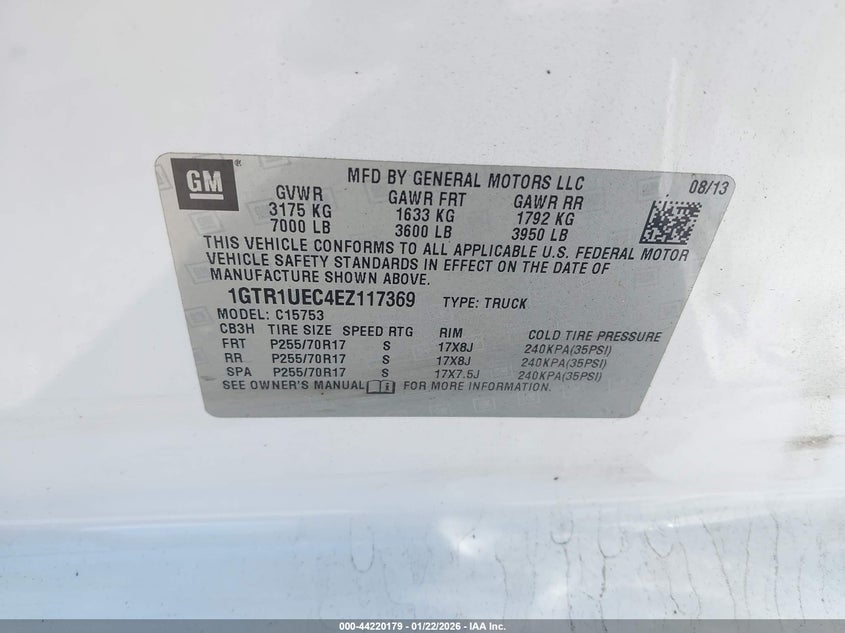 GM ®
MFD BY GENERAL MOTORS LLC 08/13
GVWR GAWR FRT GAWR RR
3175 KG 1633 KG 1792 KG
7000 LB 3600 LB 3950 LB
THIS VEHICLE CONFORMS TO ALL APPLICABLE U.S. FEDERAL MOTOR
VEHICLE SAFETY STANDARDS IN EFFECT ON THE DATE OF
MANUFACTURE SHOWN ABOVE.
1GTR1UEC4EZ117369 TYPE: TRUCK
MODEL: C15753
CB3H TIRE SIZE SPEED RTG RIM COLD TIRE PRESSURE
FRT P255/70R17 S 17X8J 240KPA(35PSI)
RR P255/70R17 S 17X8J 240KPA(35PSI)
SPA P255/70R17 S 17X7.5J 240KPA(35PSI)
SEE OWNER'S MANUAL FOR MORE INFORMATION.
000-44220179 - 01/22/2026 - IAA Inc.